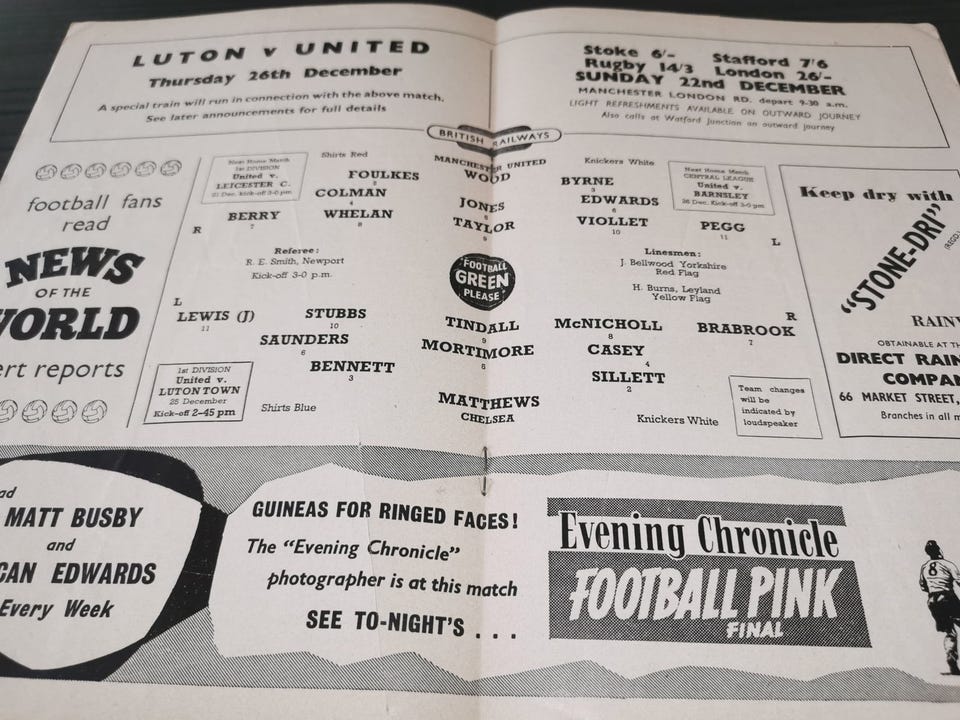 LUTON v UNITED
Thursday 26th December
A special train will run in connection with the above match.
See later announcements for full details
Stoke 6/- Stafford 7/6
Rugby 14/3 London 26/-
SUNDAY 22nd DECEMBER
MANCHESTER LONDON RD. depart 9-30 a.m.
LIGHT REFRESHMENTS AVAILABLE ON OUTWARD JOURNEY
Also calls at Watford Junction on outward journey
BRITISH RAILWAYS
football fans
read
NEWS
OF THE
WORLD
ert reports
Next Home Match
1st DIVISION
United v.
LEICESTER C.
21 Dec. kick-off 3-0 pm
Shirts Red
MANCHESTER UNITED
Knickers White
WOOD
FOULKES
BYRNE
3
COLMAN
4
JONES
5
EDWARDS
6
R
BERRY
7
WHELAN
8
TAYLOR
9
VIOLLET
10
PEGG
11
L
Next Home Match
CENTRAL LEAGUE
United v.
BARNSLEY
26 Dec. Kick-off 3-0 pm
Referee:
R. E. Smith, Newport
Kick-off 3-0 p.m.
FOOTBALL
GREEN
PLEASE
Linesmen:
J. Bellwood Yorkshire
Red Flag
H. Burns, Leyland
Yellow Flag
L
LEWIS (J)
11
STUBBS
10
TINDALL
9
McNICHOLL
8
R
BRABROOK
7
SAUNDERS
6
MORTIMORE
CASEY
4
BENNETT
3
SILLETT
2
MATTHEWS
CHELSEA
1st DIVISION
United v.
LUTON TOWN
25 December
Kick-off 2-45 pm
Shirts Blue
Knickers White
Team changes
will be
indicated by
loudspeaker
Keep dry with
"STONE-DRI"
(REGD.
RAINW
OBTAINABLE AT TH
DIRECT RAIN
COMPAN
66 MARKET STREET,
Branches in all m
ad
MATT BUSBY
and
CAN EDWARDS
Every Week
GUINEAS FOR RINGED FACES!
The "Evening Chronicle"
photographer is at this match
SEE TO-NIGHT'S . . .
Evening Chronicle
FOOTBALL PINK
FINAL
8